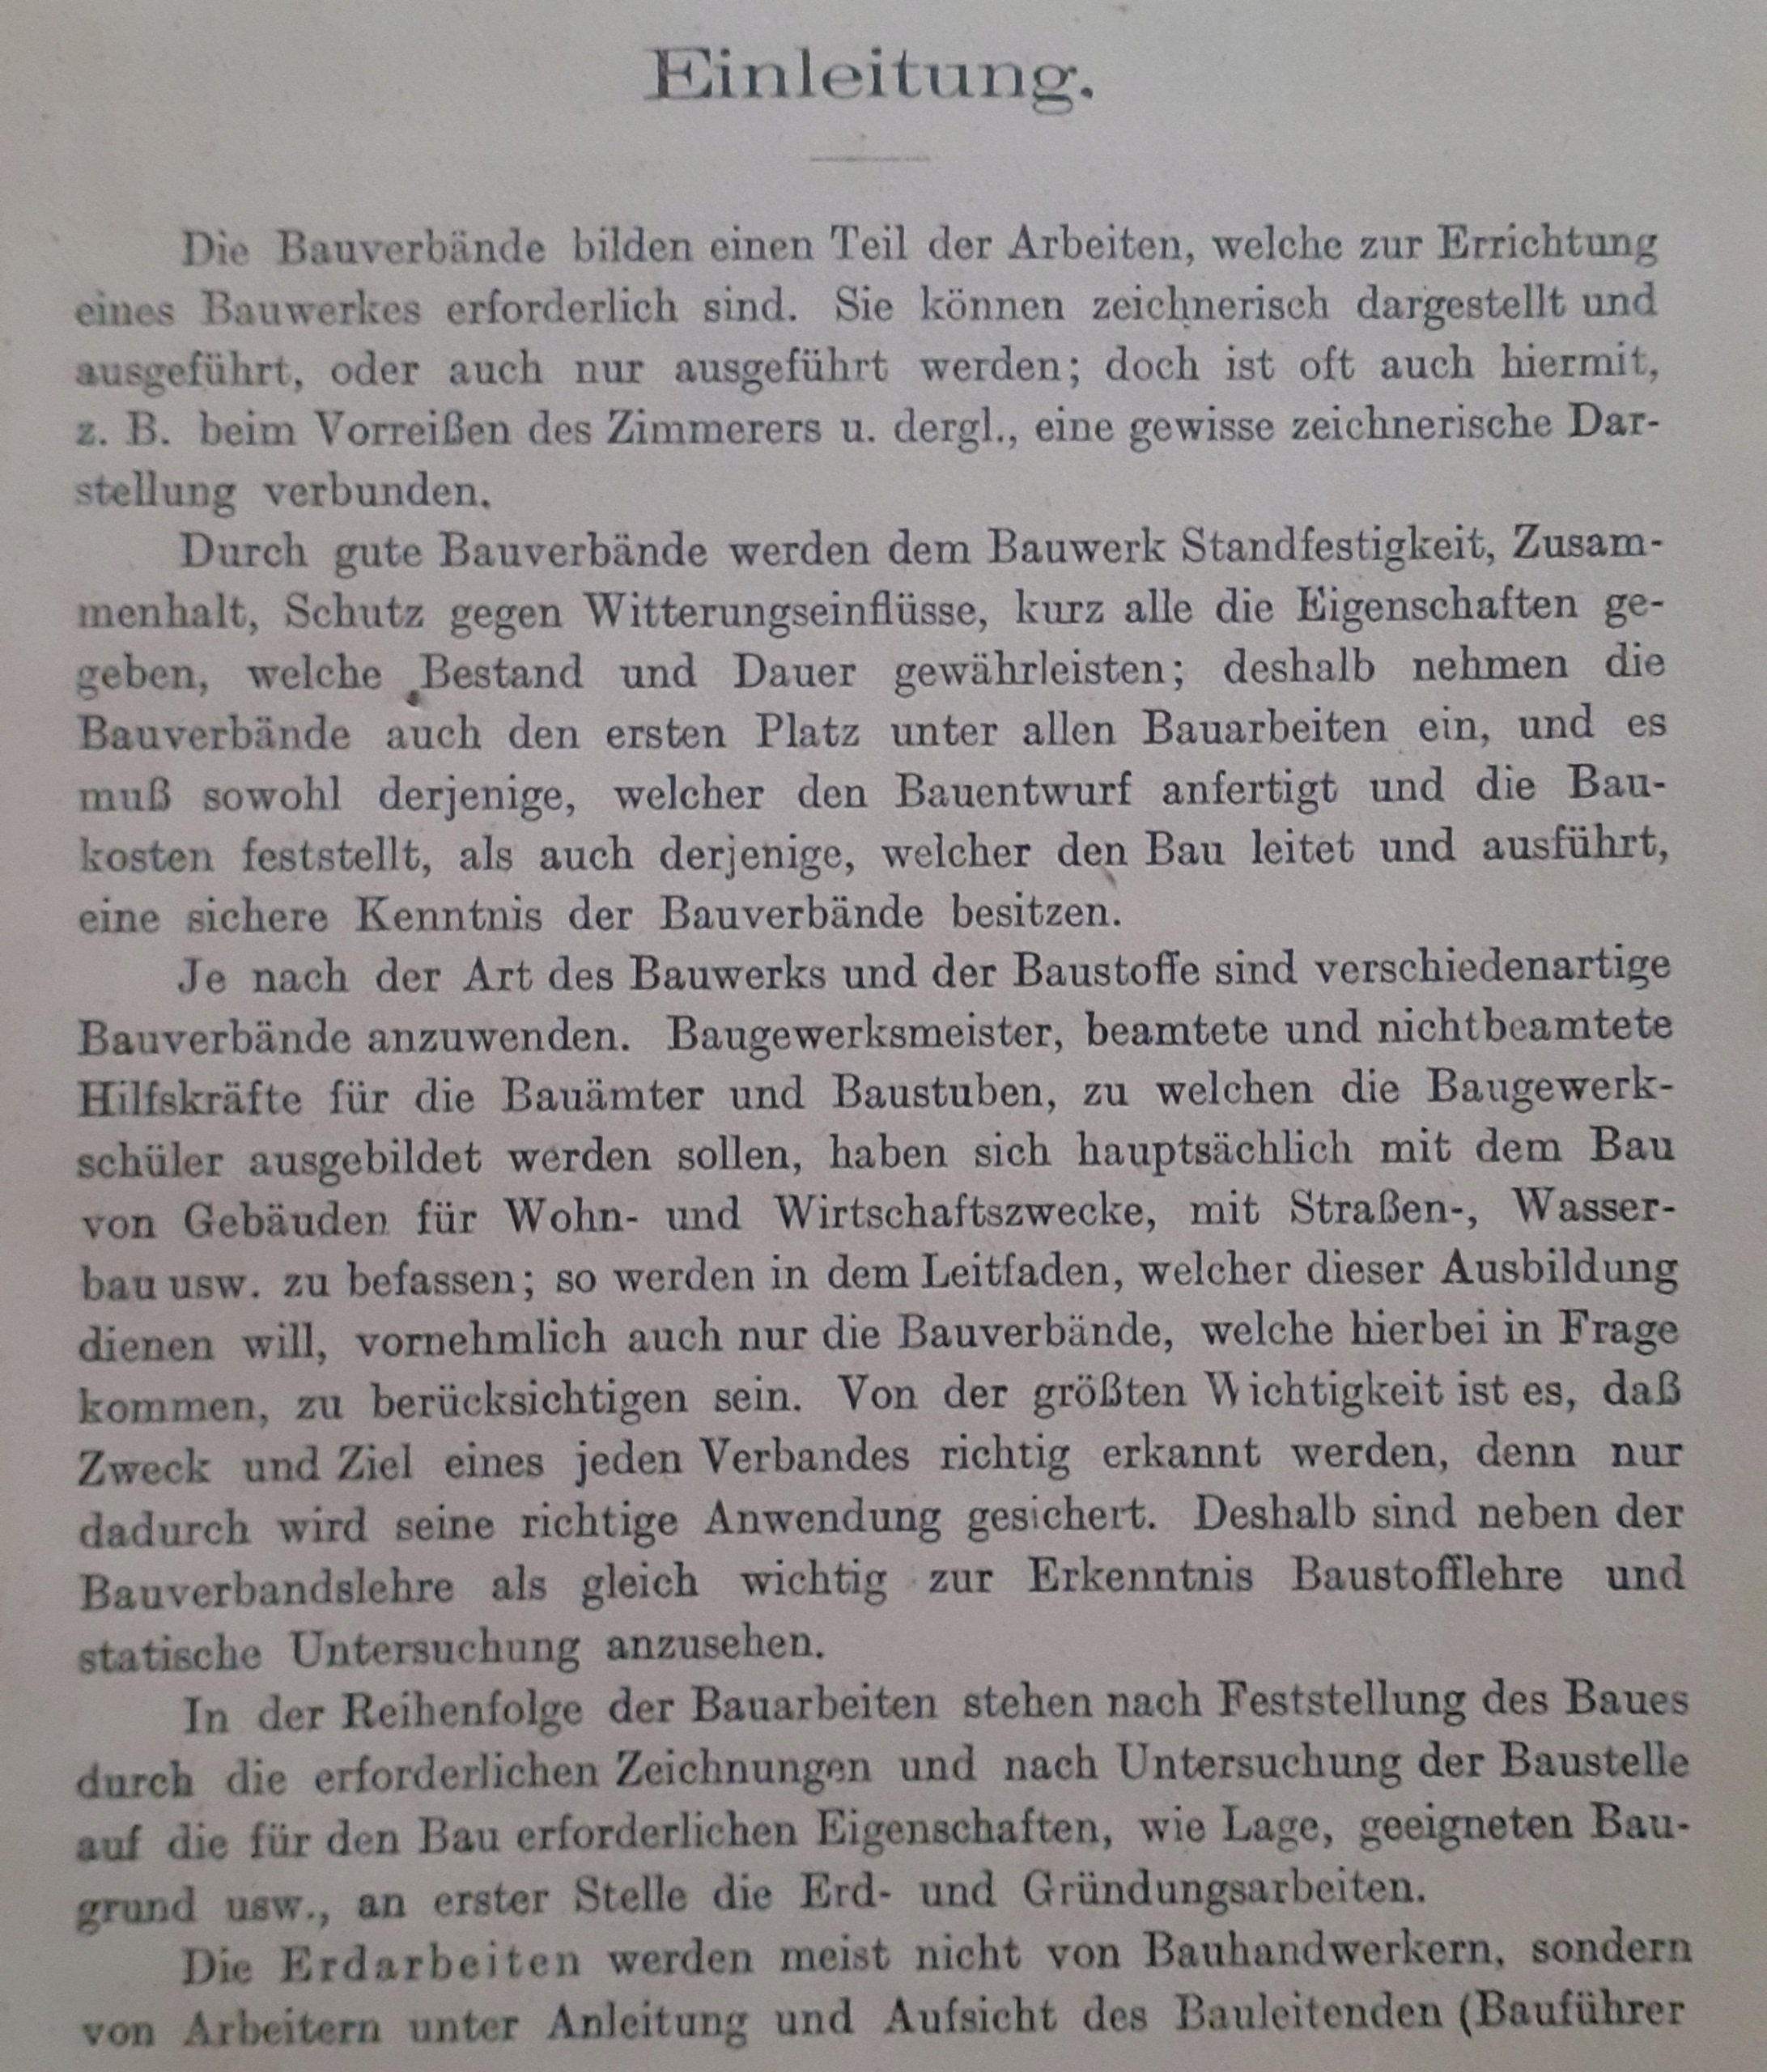 Einleitung.
Die Bauverbände bilden einen Teil der Arbeiten, welche zur Errichtung
eines Bauwerkes erforderlich sind. Sie können zeichnerisch dargestellt und
ausgeführt, oder auch nur ausgeführt werden; doch ist oft auch hiermit,
z. B. beim Vorreißen des Zimmerers u. dergl., eine gewisse zeichnerische Dar-
stellung verbunden.
Durch gute Bauverbände werden dem Bauwerk Standfestigkeit, Zusam-
menhalt, Schutz gegen Witterungseinflüsse, kurz alle die Eigenschaften ge-
geben, welche Bestand und Dauer gewährleisten; deshalb nehmen die
Bauverbände auch den ersten Platz unter allen Bauarbeiten ein, und es
muß sowohl derjenige, welcher den Bauentwurf anfertigt und die Bau-
kosten feststellt, als auch derjenige, welcher den Bau leitet und ausführt,
eine sichere Kenntnis der Bauverbände besitzen.
Je nach der Art des Bauwerks und der Baustoffe sind verschiedenartige
Bauverbände anzuwenden. Baugewerksmeister, beamtete und nichtbeamtete
Hilfskräfte für die Bauämter und Baustuben, zu welchen die Baugewerk-
schüler ausgebildet werden sollen, haben sich hauptsächlich mit dem Bau
von Gebäuden für Wohn- und Wirtschaftszwecke, mit Straßen-, Wasser-
bau usw. zu befassen; so werden in dem Leitfaden, welcher dieser Ausbildung
dienen will, vornehmlich auch nur die Bauverbände, welche hierbei in Frage
kommen, zu berücksichtigen sein. Von der größten Wichtigkeit ist es, daß
Zweck und Ziel eines jeden Verbandes richtig erkannt werden, denn nur
dadurch wird seine richtige Anwendung gesichert. Deshalb sind neben der
Bauverbandslehre als gleich wichtig zur Erkenntnis Baustofflehre und
statische Untersuchung anzusehen.
In der Reihenfolge der Bauarbeiten stehen nach Feststellung des Baues
durch die erforderlichen Zeichnungen und nach Untersuchung der Baustelle
auf die für den Bau erforderlichen Eigenschaften, wie Lage, geeigneten Bau-
grund usw., an erster Stelle die Erd- und Gründungsarbeiten.
Die Erdarbeiten werden meist nicht von Bauhandwerkern, sondern
von Arbeitern unter Anleitung und Aufsicht des Bauleitenden (Bauführer